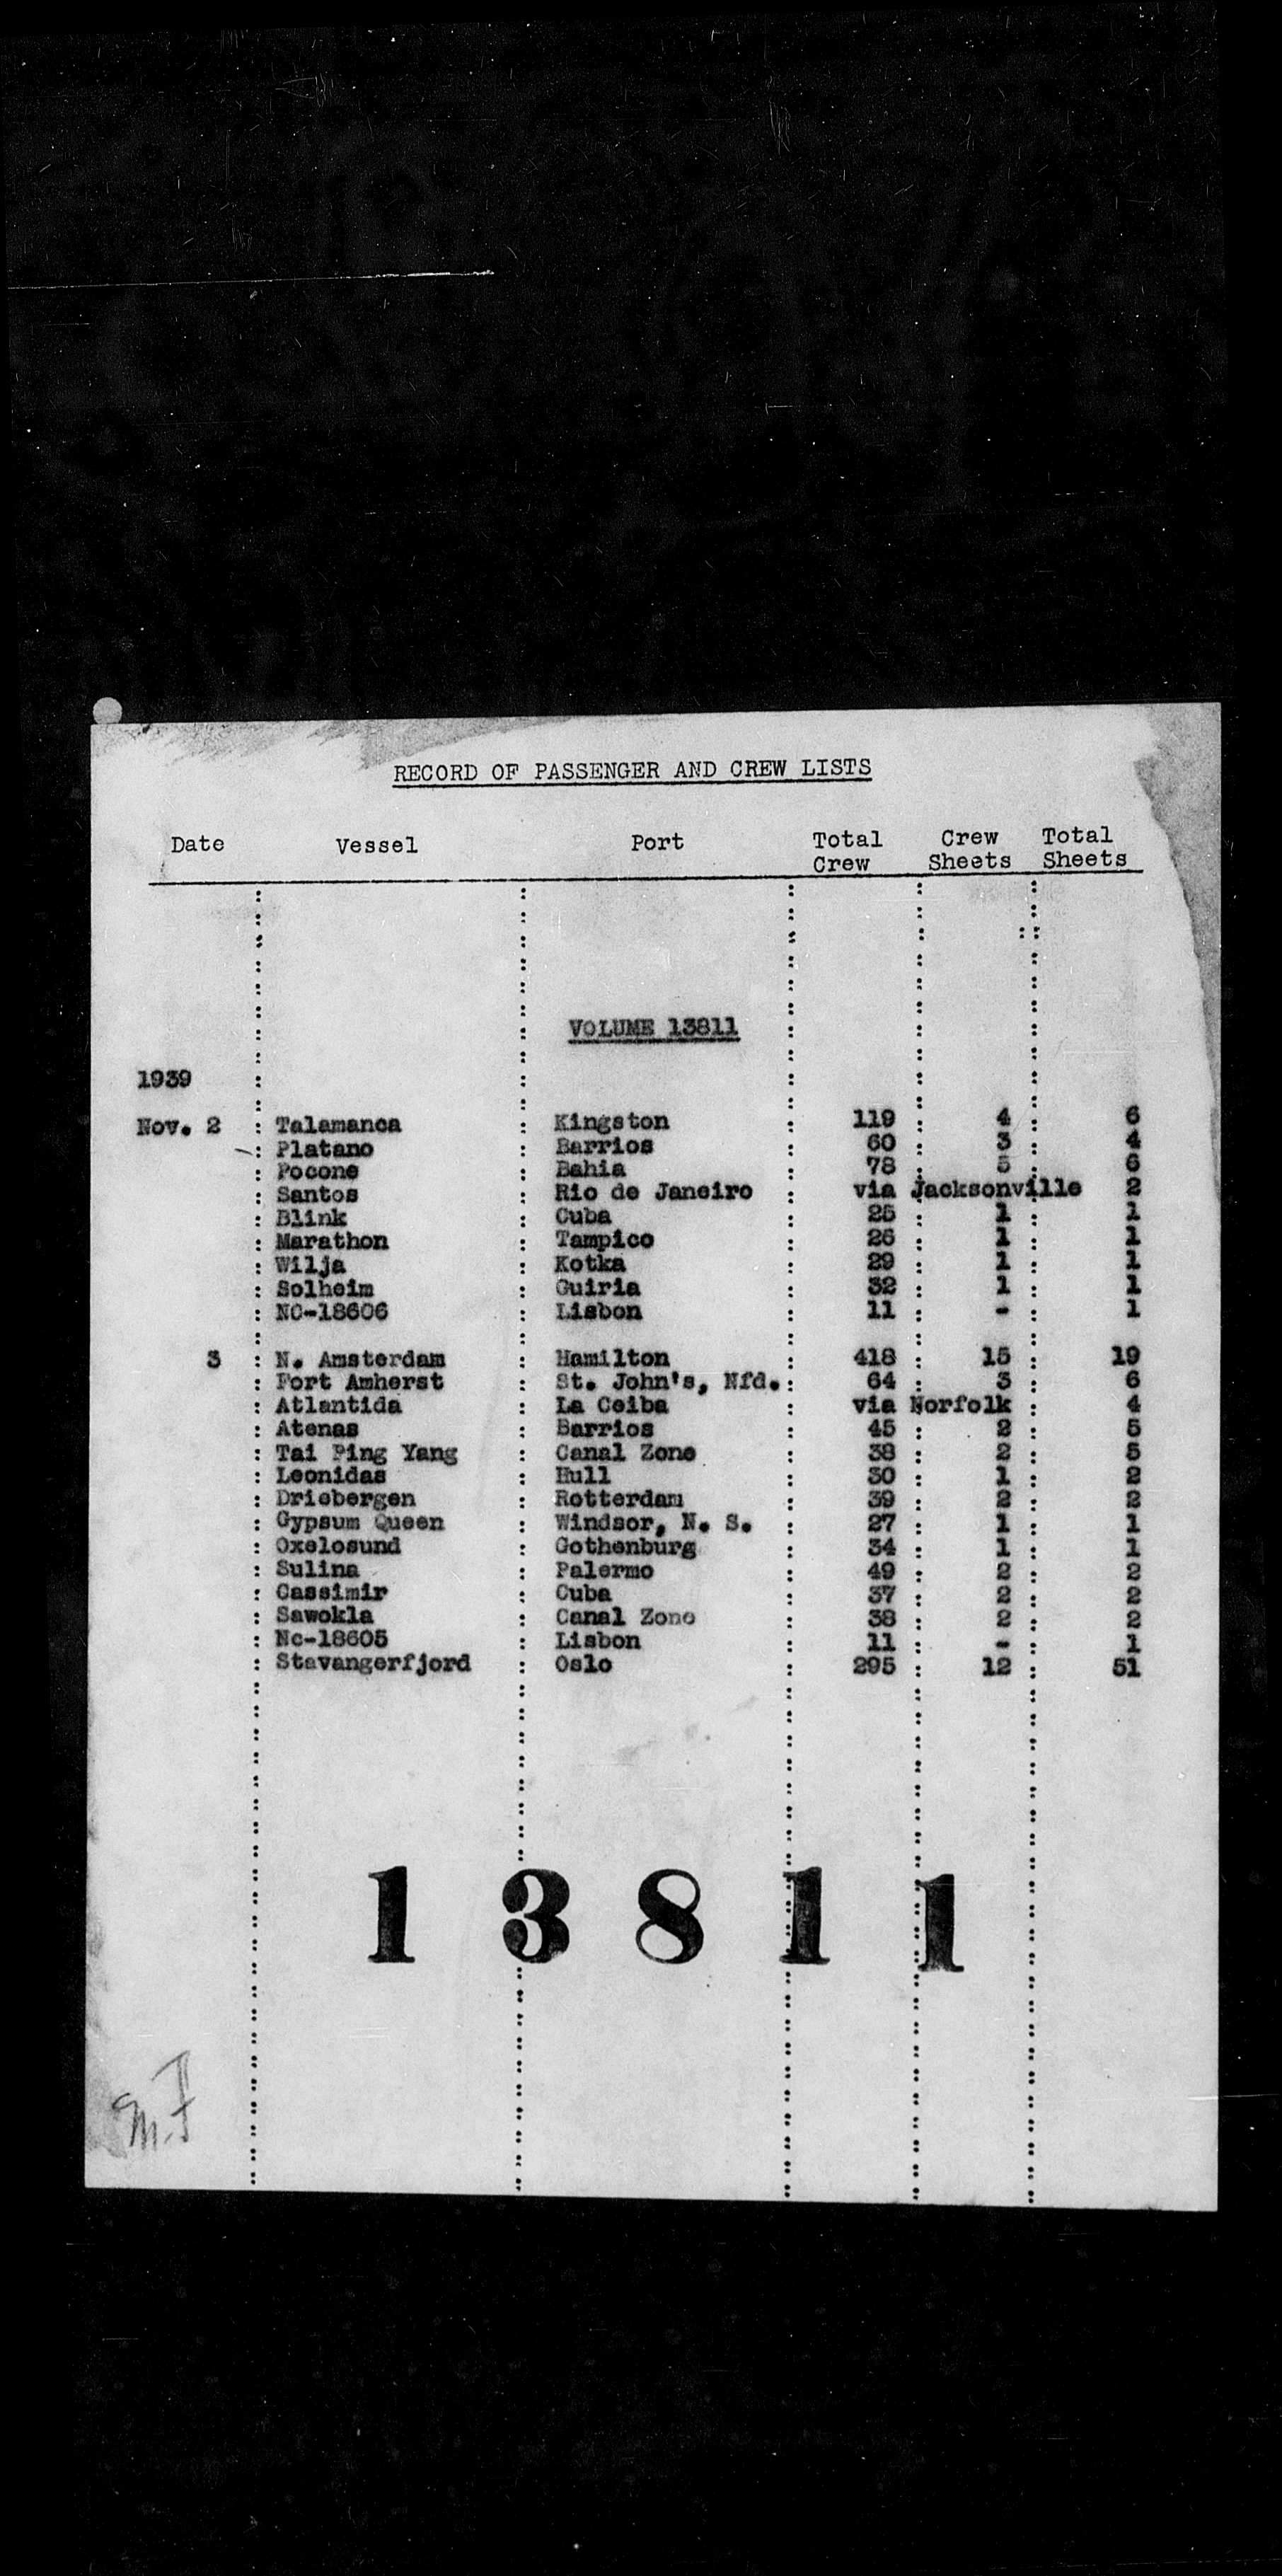 RECORD OF PASSENGER AND CREW LISTS
Date Vessel Port Total Crew Crew Sheets Total Sheets
VOLUME 13811
1939
Nov. 2 : Talamanca : Kingston : 119 : 4 : 6
: Platano : Barrios : 60 : 3 : 4
: Pocone : Bahia : 78 : 5 : 6
: Santos : Rio de Janeiro : via Jacksonville 2
: Blink : Cuba : 25 : 1 : 1
: Marathon : Tampico : 26 : 1 : 1
: Wilja : Kotka : 29 : 1 : 1
: Solheim : Guiria : 32 : 1 : 1
: NC-18606 : Lisbon : 11 : - : 1
3 : N. Amsterdam : Hamilton : 418 : 15 : 19
: Fort Amherst : St. John's, Nfd. : 64 : 3 : 6
: Atlantida : La Ceiba : via Norfolk : 4
: Atenas : Barrios : 45 : 2 : 5
: Tai Ping Yang : Canal Zone : 38 : 2 : 5
: Leonidas : Hull : 30 : 1 : 2
: Driebergen : Rotterdam : 39 : 2 : 2
: Gypsum Queen : Windsor, N. S. : 27 : 1 : 1
: Oxelosund : Gothenburg : 34 : 1 : 1
: Sulina : Palermo : 49 : 2 : 2
: Cassimir : Cuba : 37 : 2 : 2
: Sawokla : Canal Zone : 38 : 2 : 2
: Nc-18605 : Lisbon : 11 : - : 1
: Stavangerfjord : Oslo : 295 : 12 : 51
1 3 8 1 1